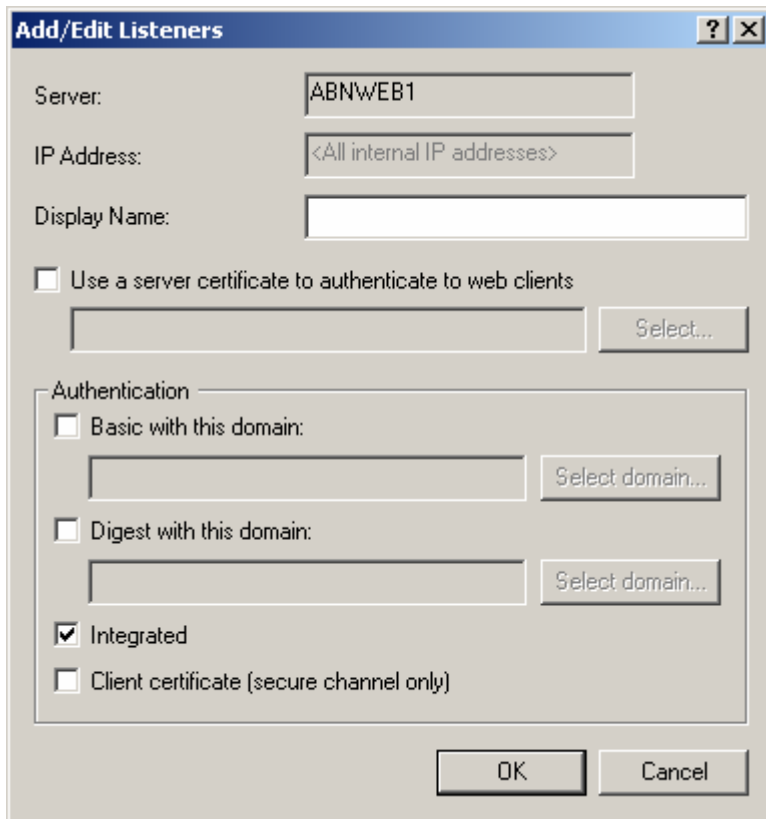 Add/Edit Listeners
Server: ABNWEB1
IP Address: <All internal IP addresses>
Display Name:
Use a server certificate to authenticate to web clients
Select...
Authentication
Basic with this domain:
Select domain...
Digest with this domain:
Select domain...
Integrated
Client certificate (secure channel only)
OK Cancel